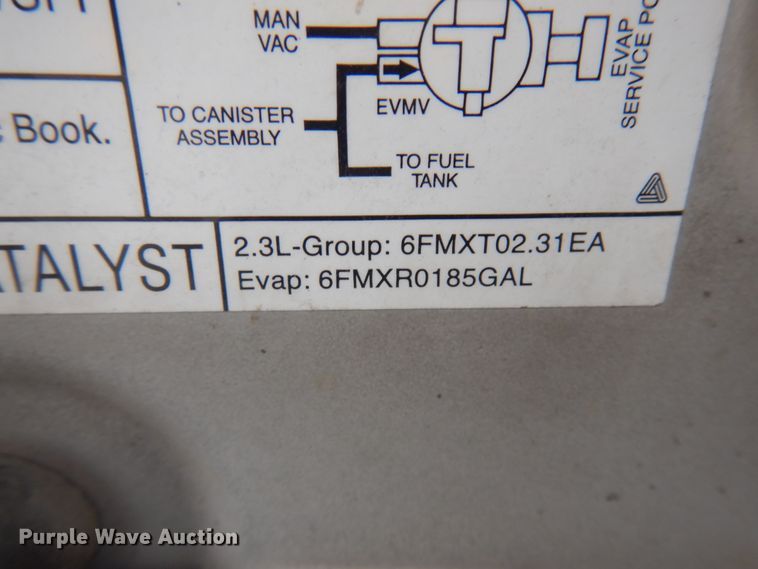 MAN
VAC
EVAP
SERVICE
EVMV
TO CANISTER
ASSEMBLY
TO FUEL
TANK
Book.
2.3L-Group: 6FMXT02.31EA
Evap: 6FMXR0185GAL
Purple Wave Auction